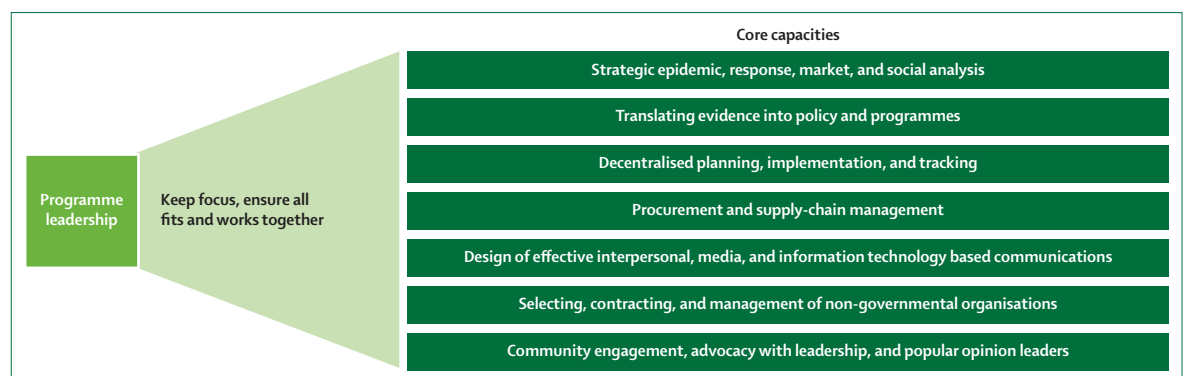 Core capacities
Strategic epidemic, response, market, and social analysis
Translating evidence into policy and programmes
Decentralised planning, implementation, and tracking
Programme
leadership
Keep focus, ensure all
fits and works together
Procurement and supply-chain management
Design of effective interpersonal, media, and information technology based communications
Selecting, contracting, and management of non-governmental organisations
Community engagement, advocacy with leadership, and popular opinion leaders